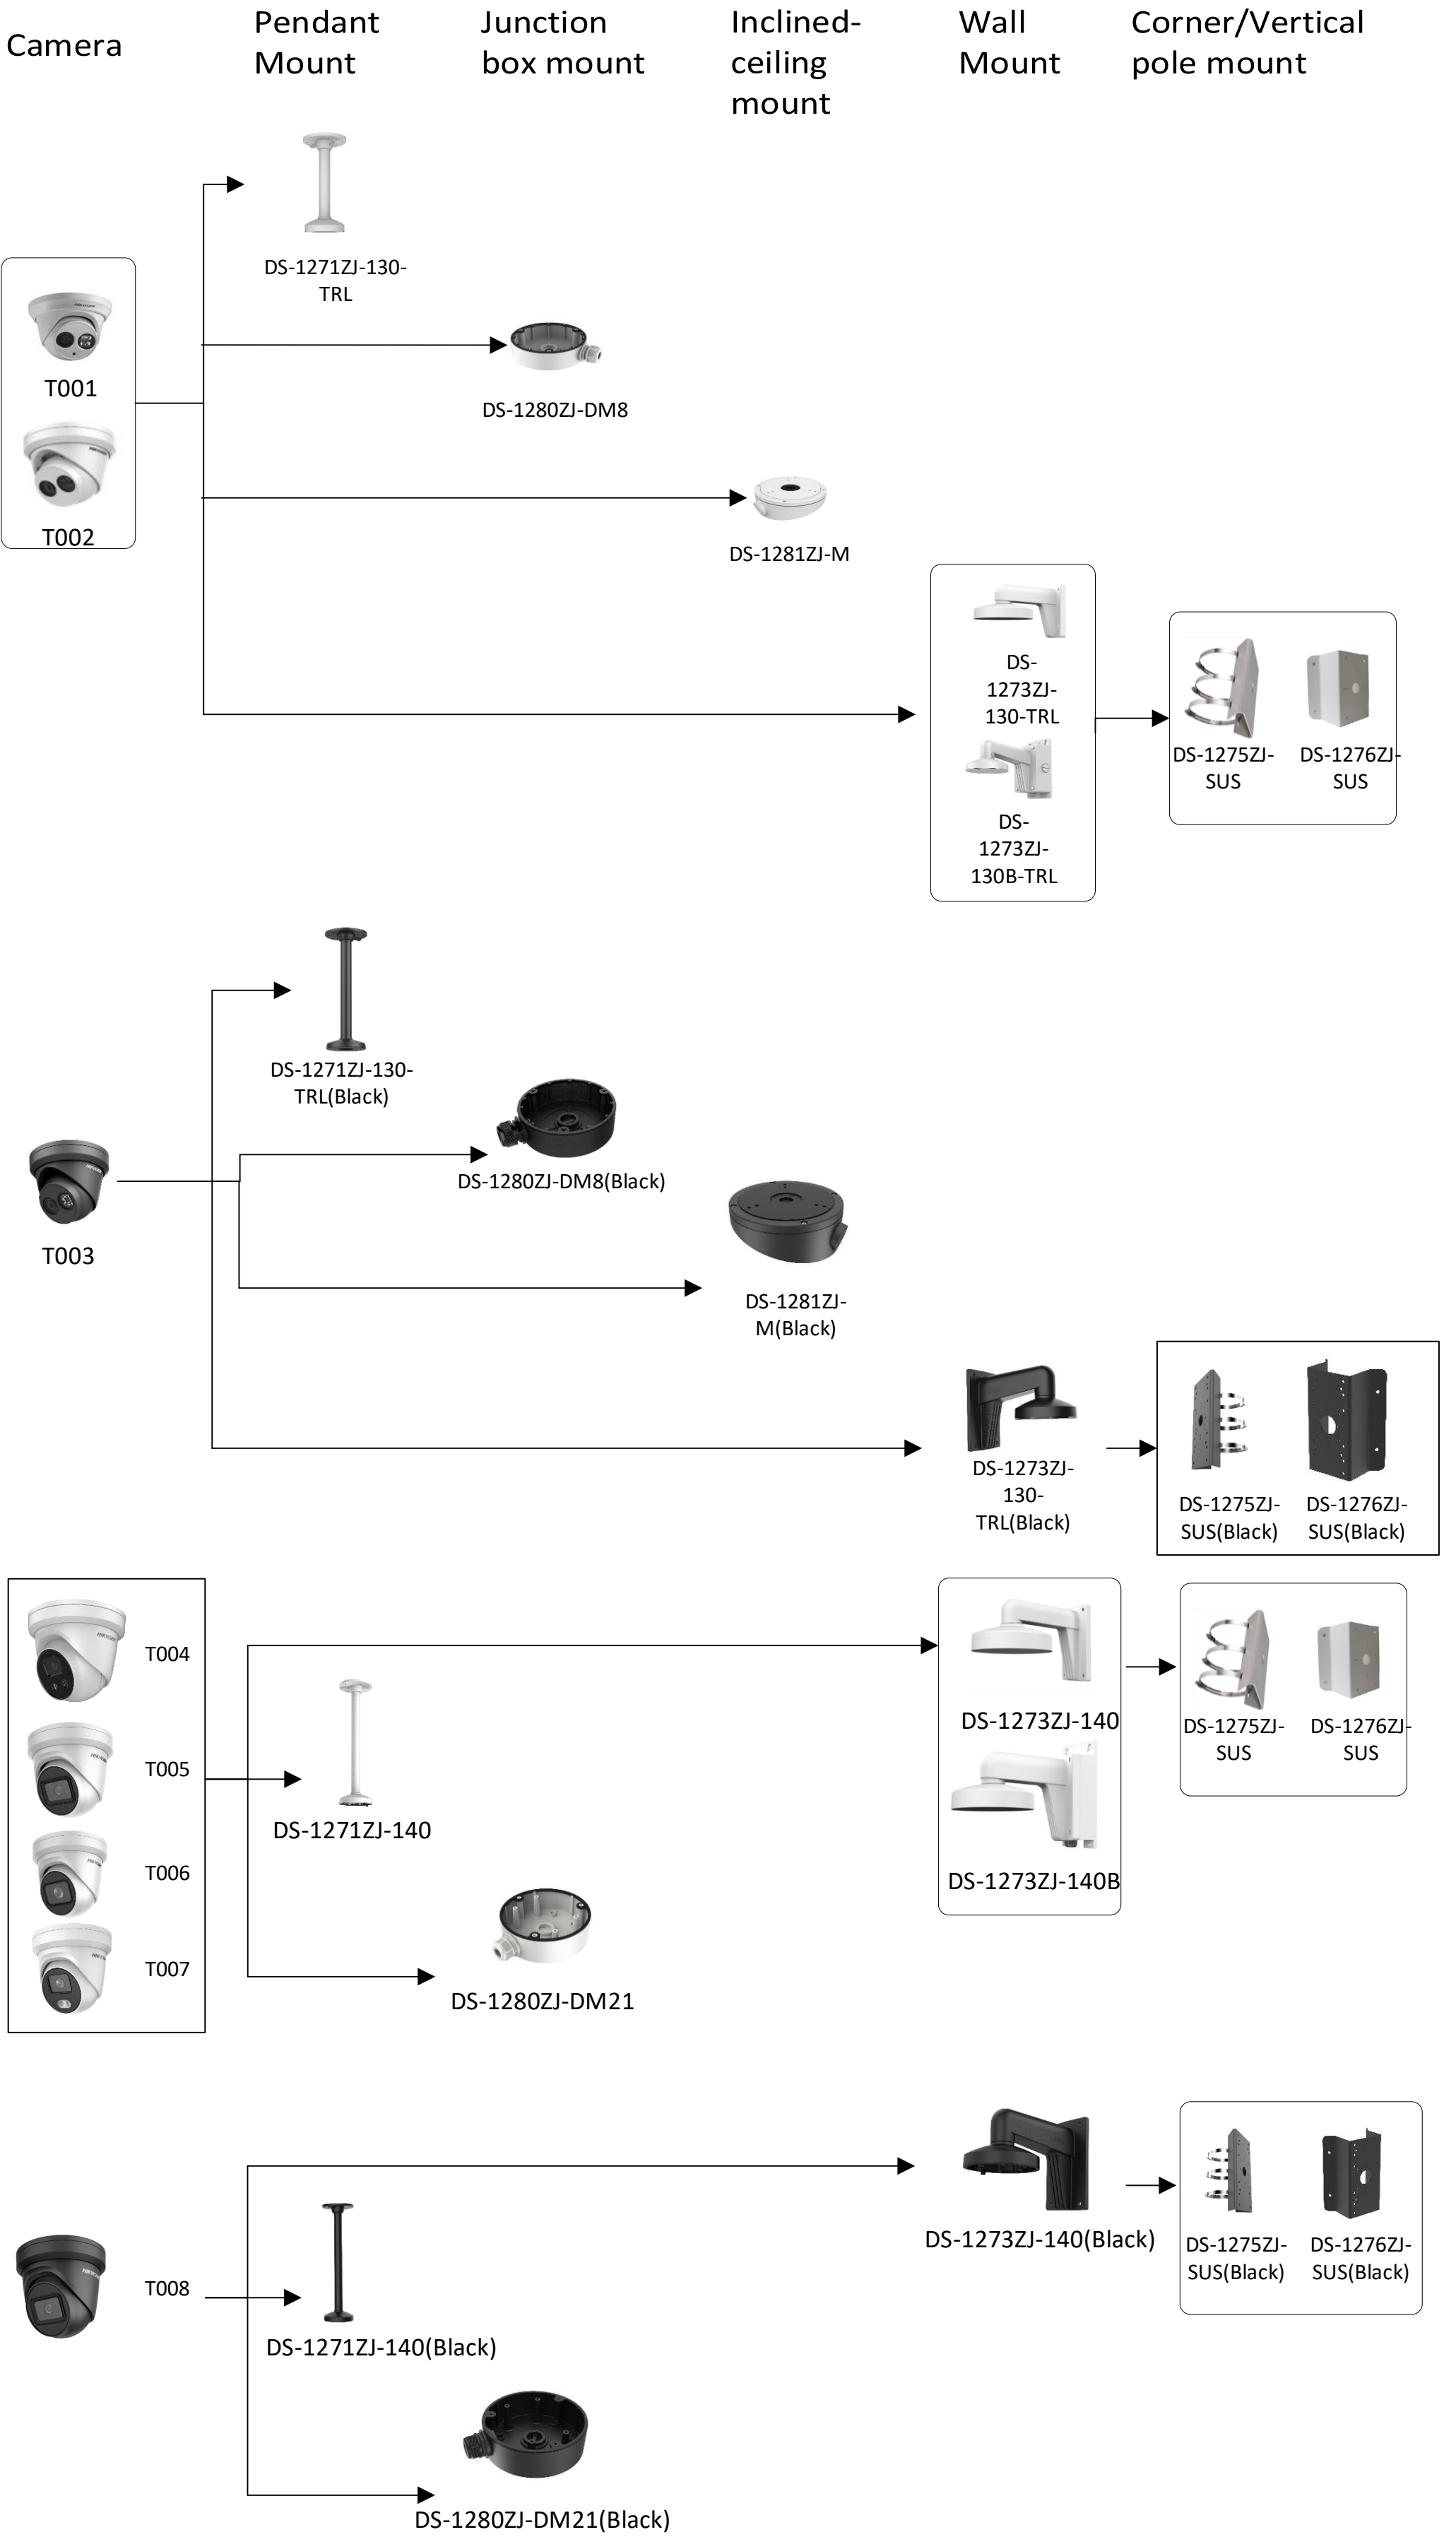 Camera
Pendant
Mount
Junction
box mount
Inclined-
ceiling
mount
Wall
Mount
Corner/Vertical
pole mount
DS-1271ZJ-130-
TRL
T001
T002
DS-1280ZJ-DM8
DS-1281ZJ-M
DS-
1273ZJ-
130-TRL
DS-
1273ZJ-
130B-TRL
DS-1275ZJ-
SUS
DS-1276ZJ-
SUS
DS-1271ZJ-130-
TRL(Black)
DS-1280ZJ-DM8(Black)
T003
DS-1281ZJ-
M(Black)
DS-1273ZJ-
130-
TRL(Black)
DS-1275ZJ-
SUS(Black)
DS-1276ZJ-
SUS(Black)
T004
T005
T006
T007
DS-1271ZJ-140
DS-1280ZJ-DM21
DS-1273ZJ-140
DS-1273ZJ-140B
DS-1275ZJ-
SUS
DS-1276ZJ-
SUS
T008
DS-1273ZJ-140(Black)
DS-1275ZJ-
SUS(Black)
DS-1276ZJ-
SUS(Black)
DS-1271ZJ-140(Black)
DS-1280ZJ-DM21(Black)